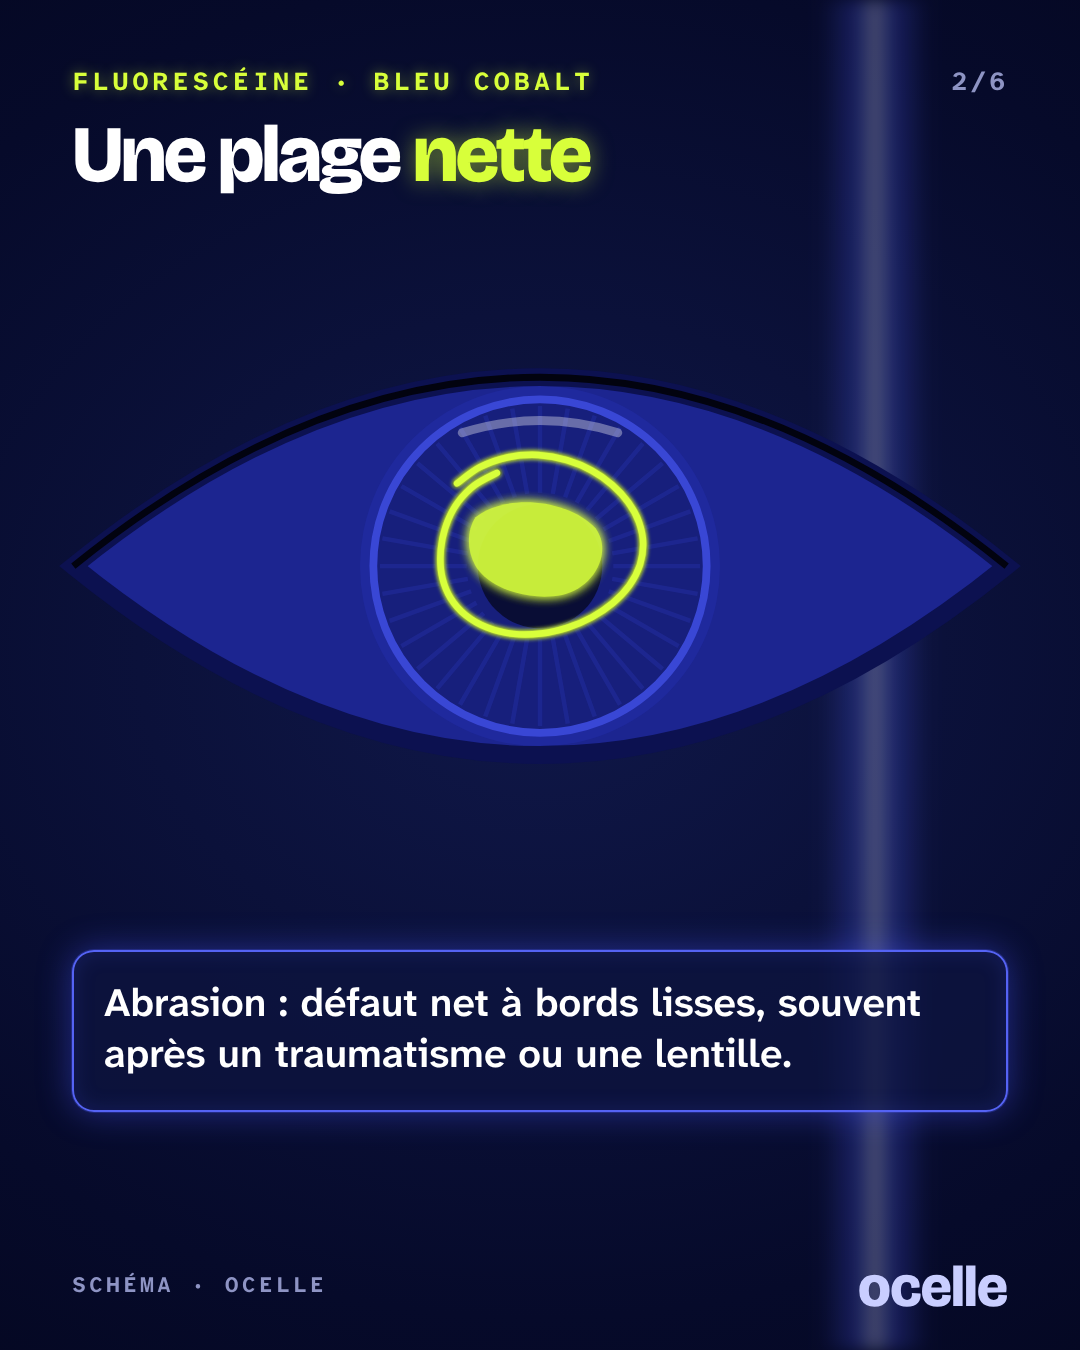 FLUORESCÉINE · BLEU COBALT
2/6
Une plage nette
Abrasion : défaut net à bords lisses, souvent
après un traumatisme ou une lentille.
SCHÉMA · OCELLE
ocelle